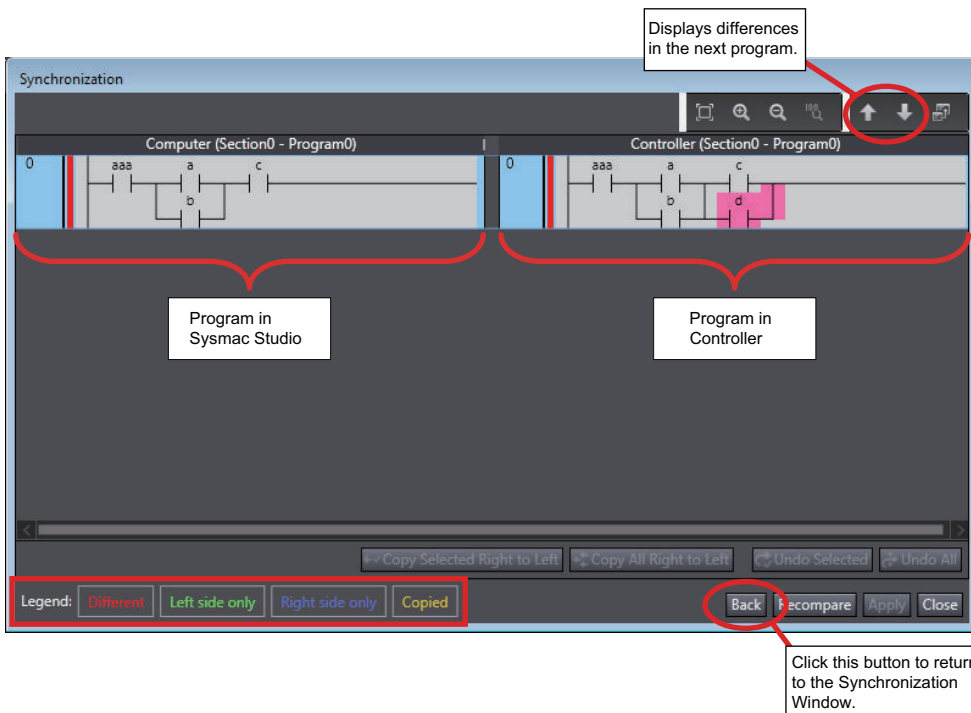 Displays differences
in the next program.
Synchronization
100
Computer (Section0 - Program0)
Controller (Section0 - Program0)
0
aaa
a
c
b
0
aaa
a
c
b
d
Program in
Sysmac Studio
Program in
Controller
Copy Selected Right to Left
Copy All Right to Left
Undo Selected
Undo All
Legend:
Different
Left side only
Right side only
Copied
Back
Recompare
Apply
Close
Click this button to return
to the Synchronization
Window.